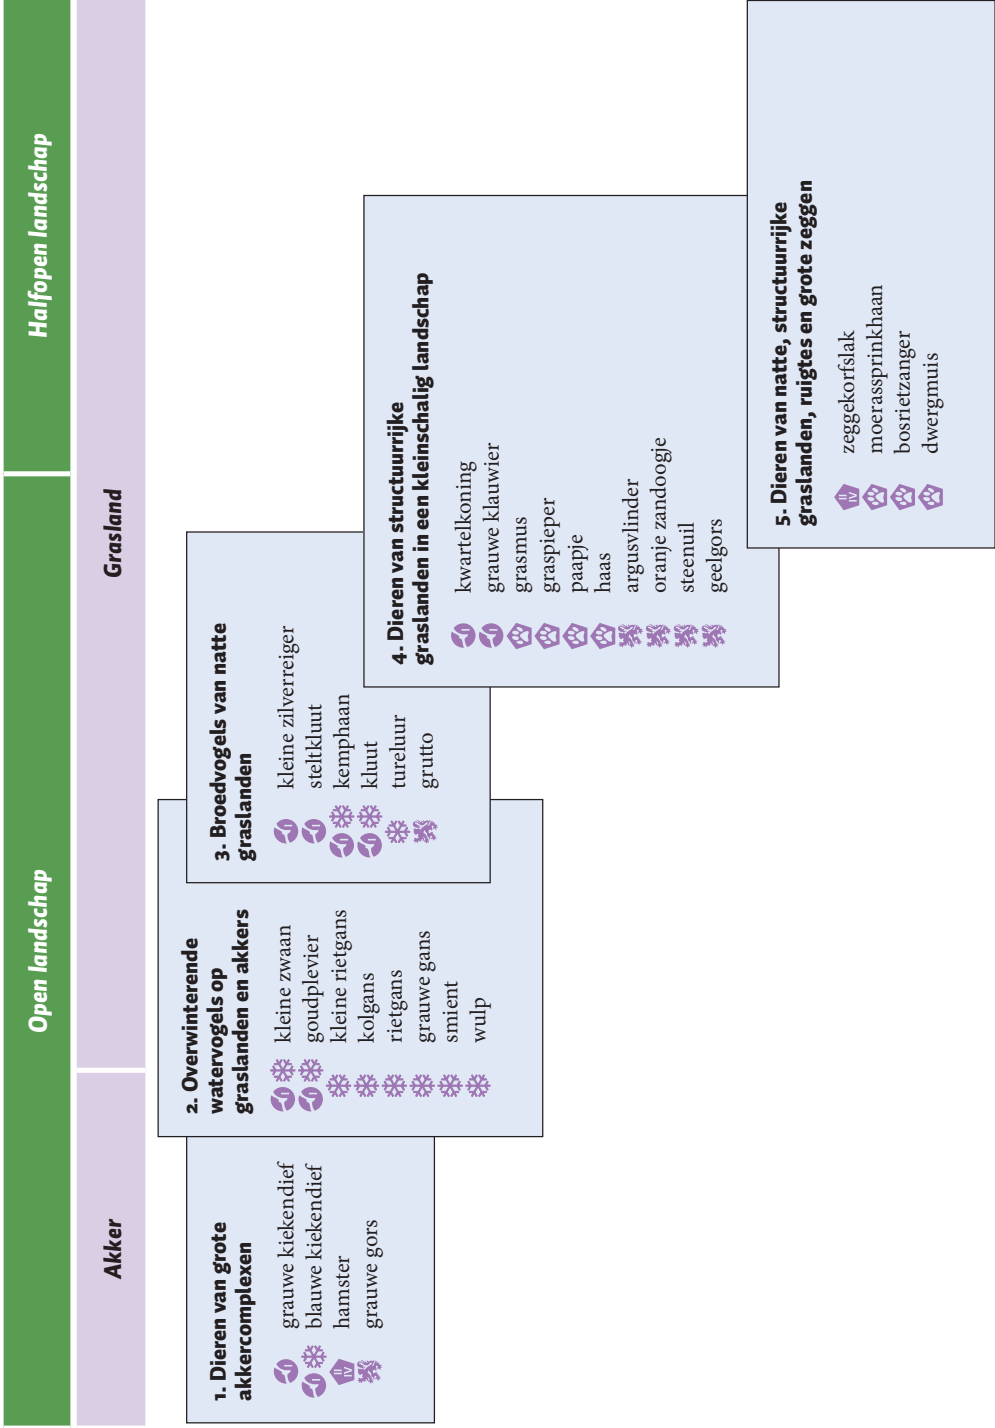 Open landschap
Halfopen landschap
Akker
Grasland
1. Dieren van grote
akkercomplexen
grauwe kiekendief
blauwe kiekendief
hamster
grauwe gors
2. Overwinterende
watervogels op
graslanden en akkers
kleine zwaan
goudplevier
kleine rietgans
kolgans
rietgans
grauwe gans
smient
wulp
3. Broedvogels van natte
graslanden
kleine zilverreiger
steltkluut
kemphaan
kluut
tureluur
grutto
4. Dieren van structuurrijke
graslanden in een kleinschalig landschap
kwartelkoning
grauwe klauwier
grasmus
graspieper
paapje
haas
argusvlinder
oranje zandoogje
steenuil
geelgors
5. Dieren van natte, structuurrijke
graslanden, ruigtes en grote zeggen
zeggekorfslak
moerassprinkhaan
bosrietzanger
dwergmuis